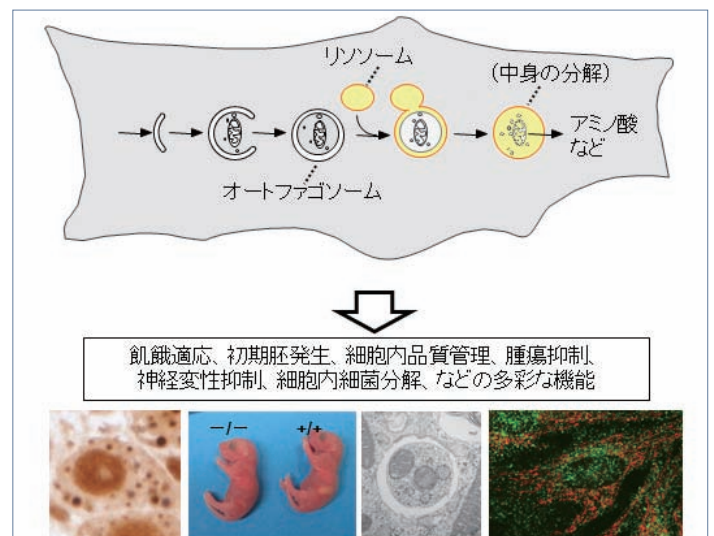 リソソーム
(中身の分解)
アミノ酸
など
オートファゴソーム
飢餓適応、初期胚発生、細胞内品質管理、腫瘍抑制、
神経変性抑制、細胞内細菌分解、などの多彩な機能
−/− +/+